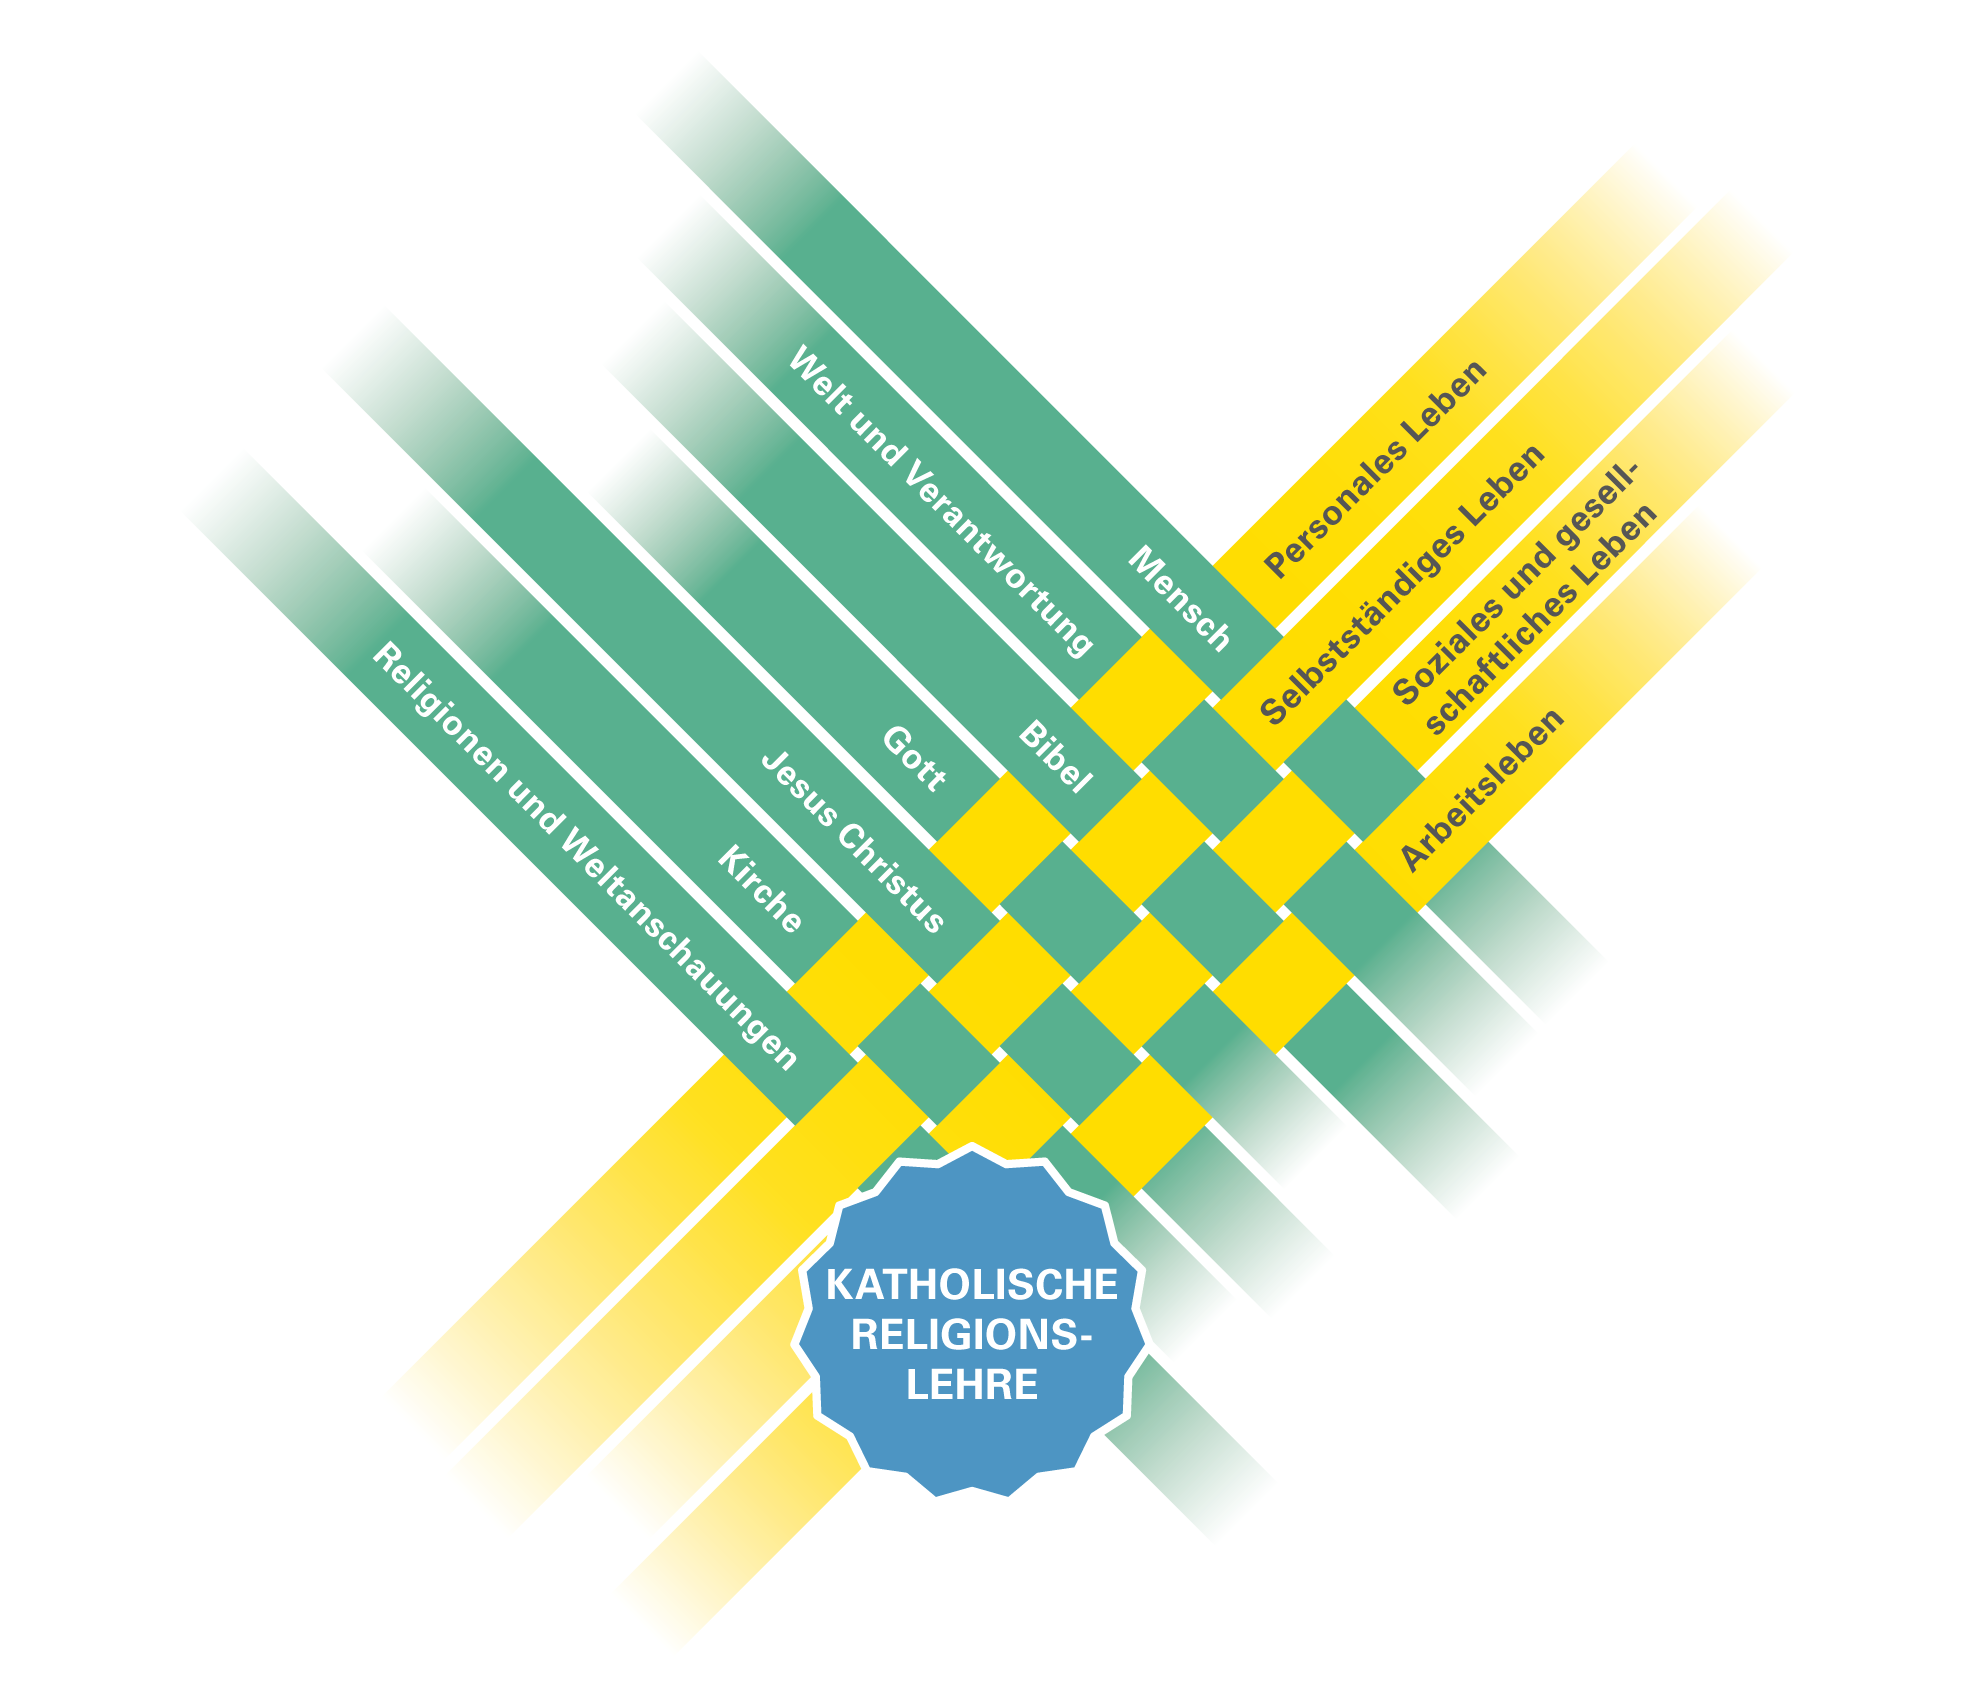 Mensch
Welt und Verantwortung
Bibel
Gott
Jesus Christus
Kirche
Religionen und Weltanschauungen
Personales Leben
Selbstständiges Leben
Soziales und gesell-
schaftliches Leben
Arbeitsleben
KATHOLISCHE
RELIGIONS-
LEHRE